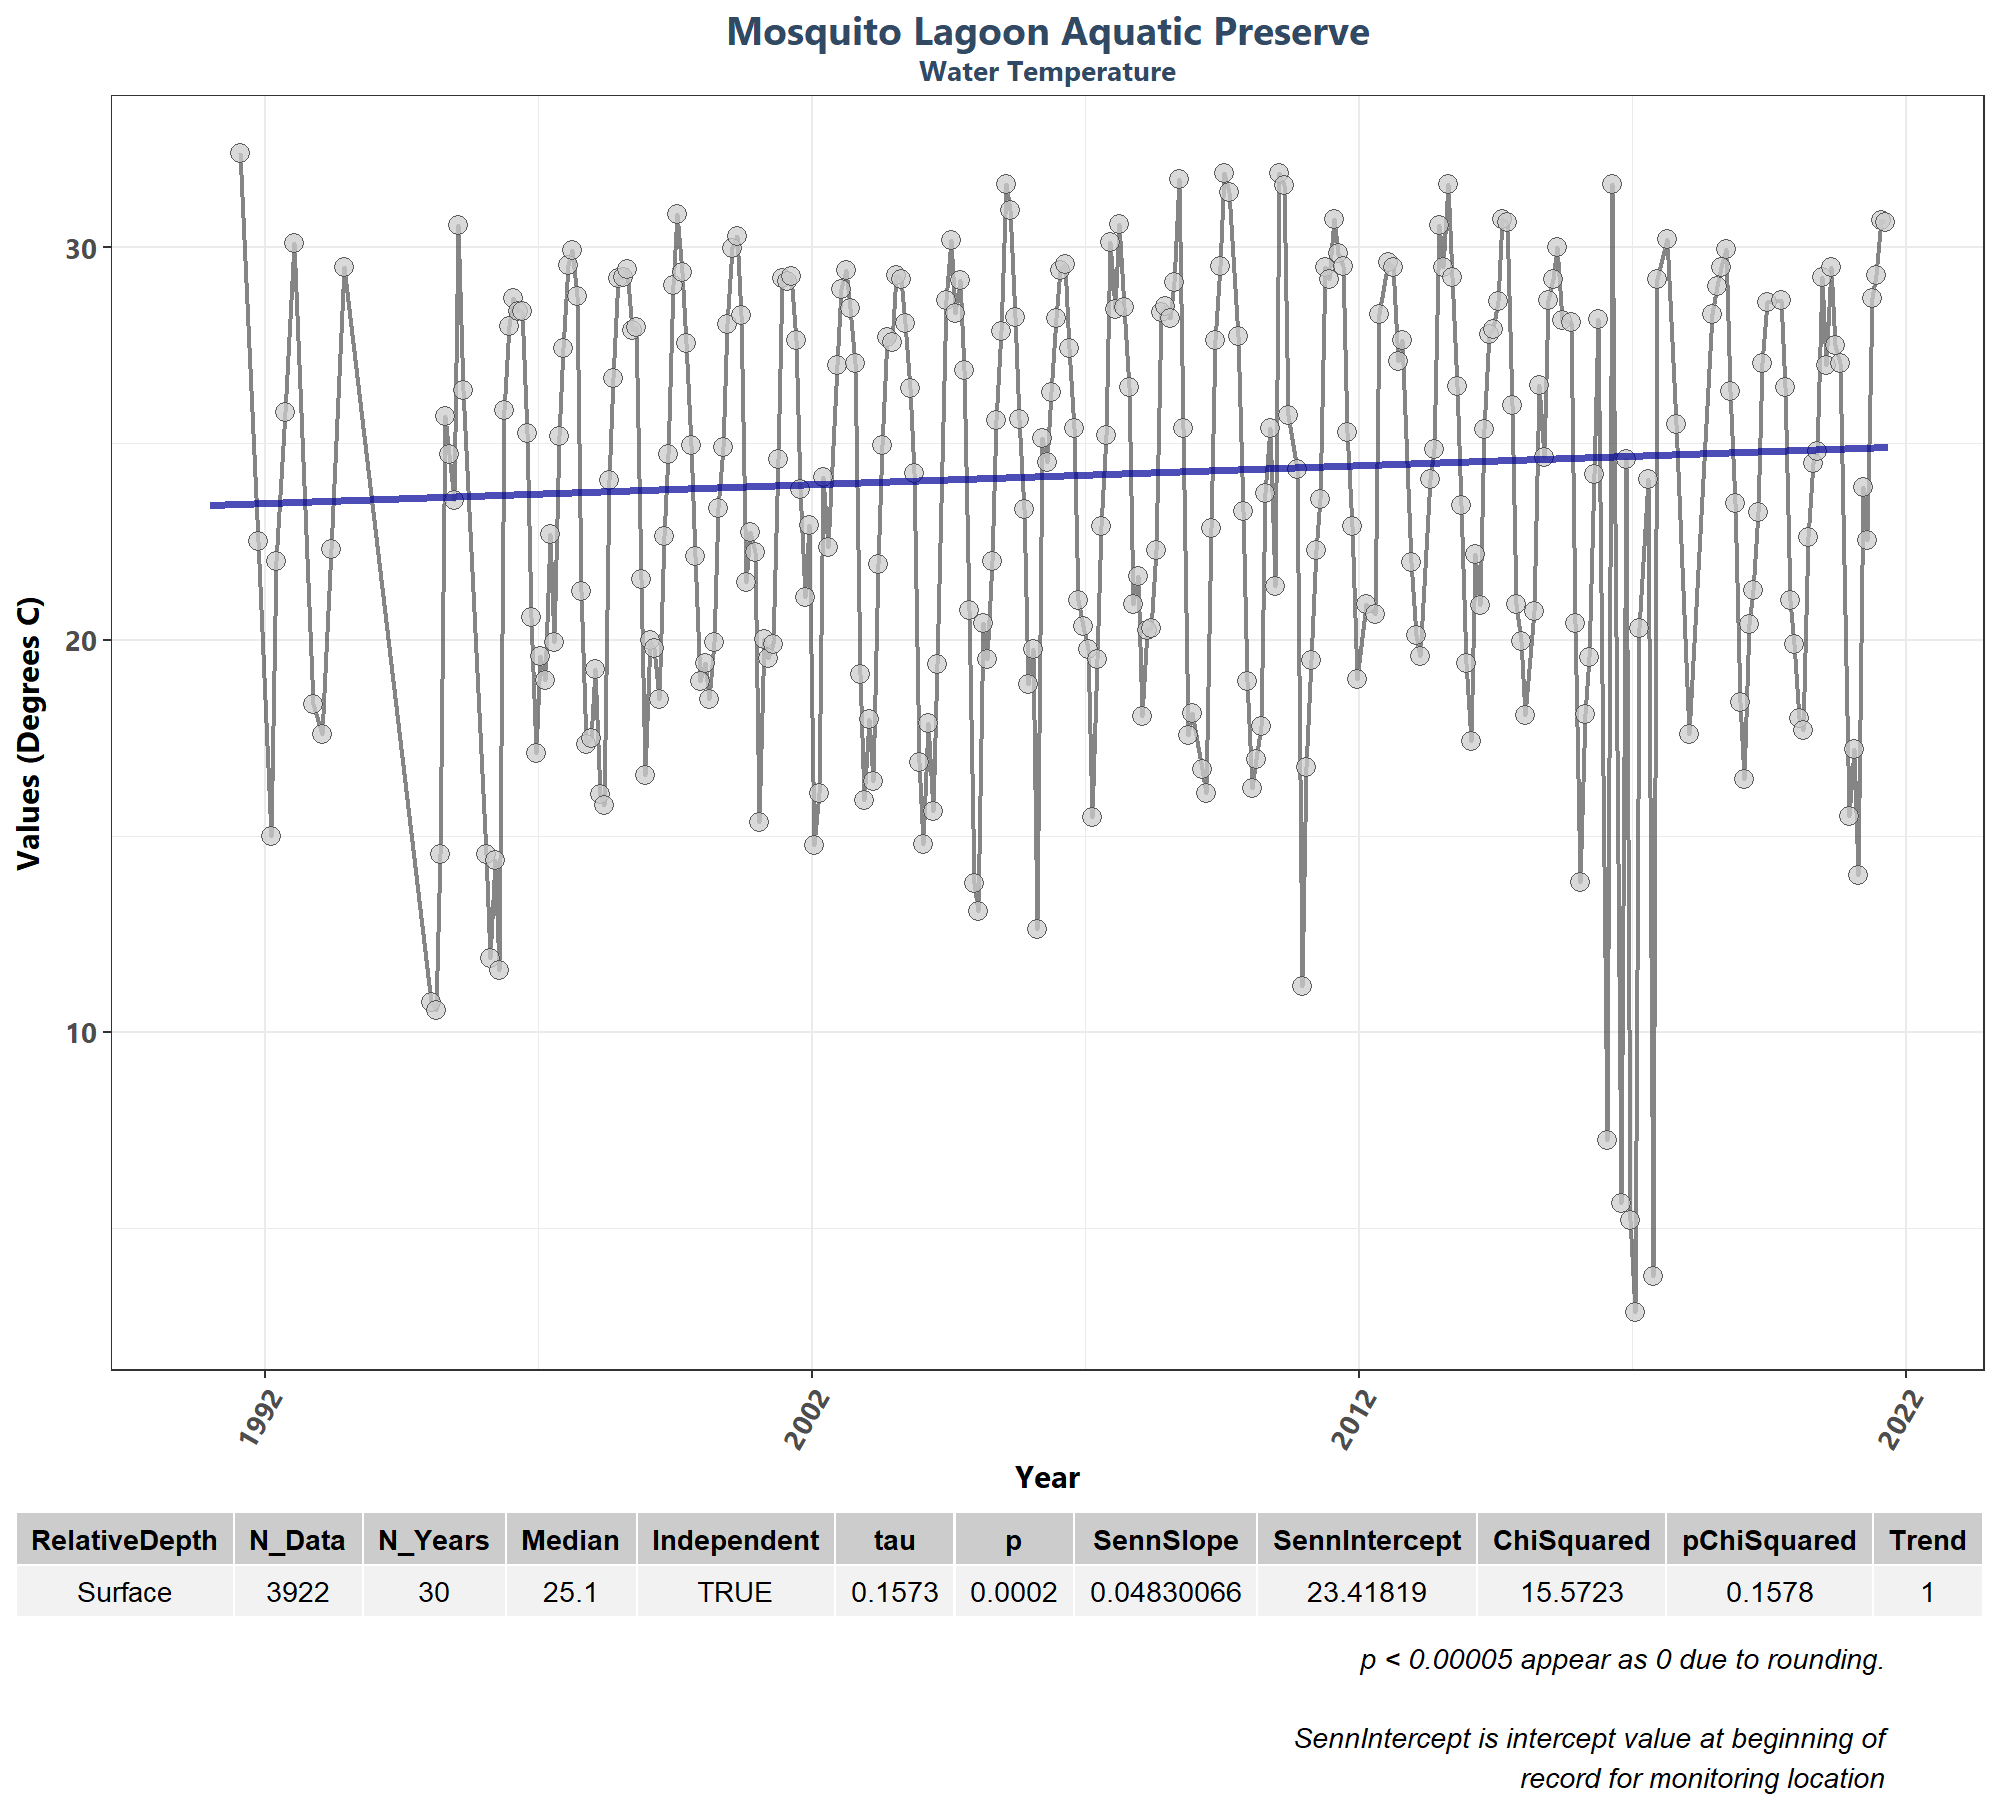 Mosquito Lagoon Aquatic Preserve
Water Temperature
Values (Degrees C)
30
20
10
1992 2002 2012 2022
Year
RelativeDepth N_Data N_Years Median Independent tau p SennSlope SennIntercept ChiSquared pChiSquared Trend
Surface 3922 30 25.1 TRUE 0.1573 0.0002 0.04830066 23.41819 15.5723 0.1578 1
p < 0.00005 appear as 0 due to rounding.
SennIntercept is intercept value at beginning of
record for monitoring location